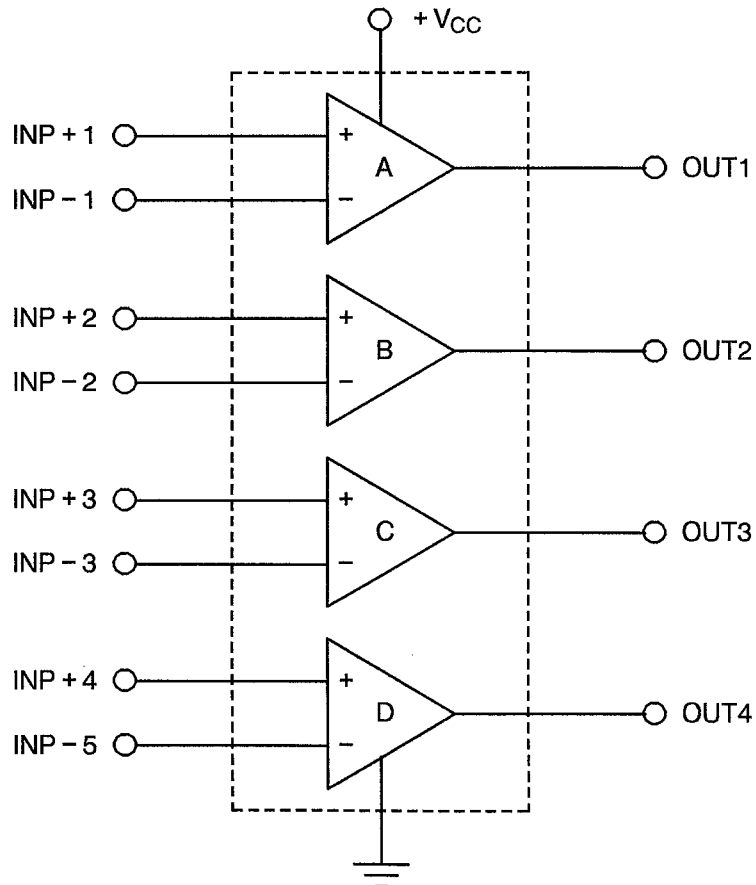 +VCC
INP+1
+
A
OUT1
INP-1
-
INP+2
+
B
OUT2
INP-2
-
INP+3
+
C
OUT3
INP-3
-
INP+4
+
D
OUT4
INP-5
-